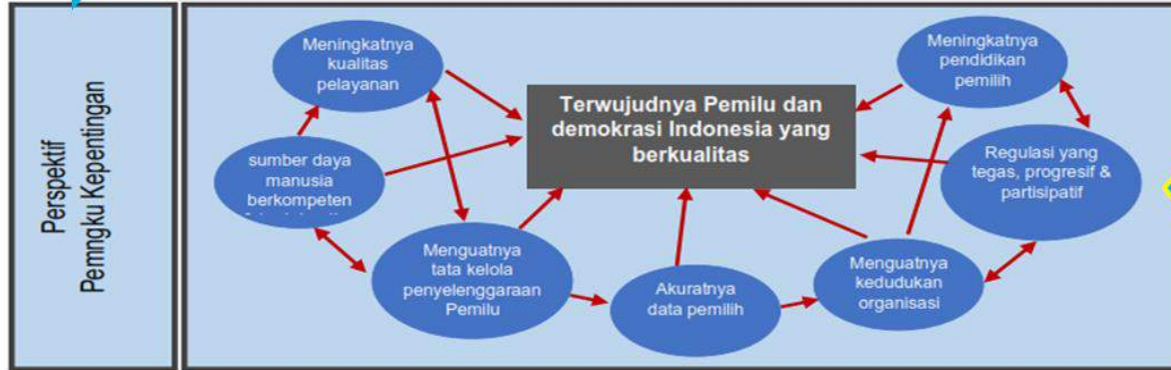 Perspektif
Pemngku Kepentingan
Meningkatnya
kualitas
pelayanan
Meningkatnya
pendidikan
pemilih
Terwujudnya Pemilu dan
demokrasi Indonesia yang
berkualitas
sumber daya
manusia
berkompeten
Regulasi yang
tegas, progresif &
partisipatif
Menguatnya
tata kelola
penyelenggaraan
Pemilu
Akuratnya
data pemilih
Menguatnya
kedudukan
organisasi